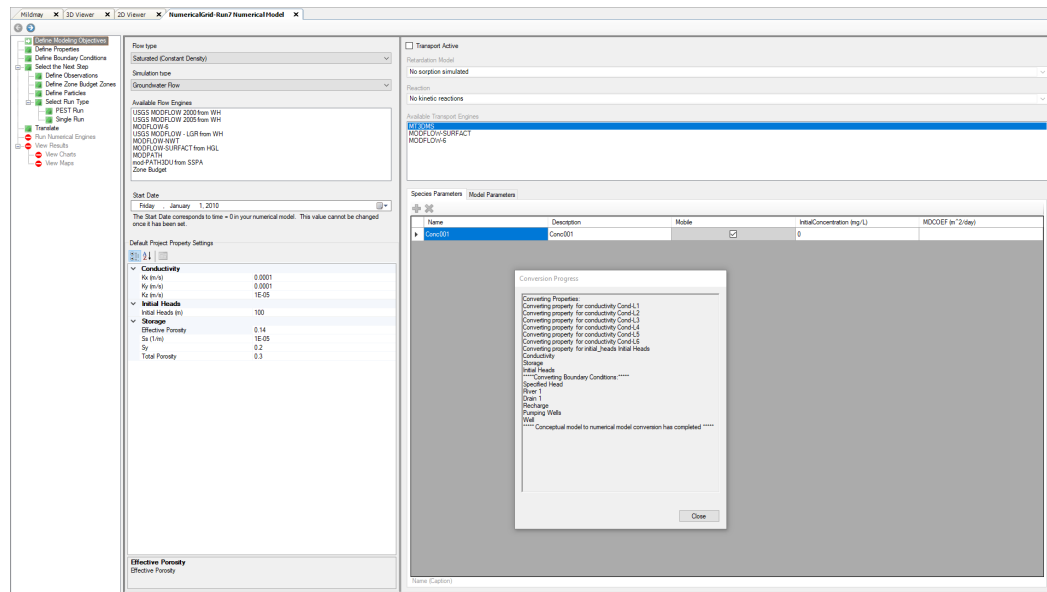 Mildmay
3D Viewer
2D Viewer
NumericalGrid-Run7 Numerical Model
Define Modeling Objectives
Define Properties
Define Boundary Conditions
Select the Next Step
Define Observations
Define Zone Budget Zones
Define Particles
Select Run Type
PEST Run
Single Run
Translate
Run Numerical Engines
View Results
View Charts
View Maps
Flow type
Saturated (Constant Density)
Simulation type
Groundwater Flow
Available Flow Engines
USGS MODFLOW 2000 from WH
USGS MODFLOW 2005 from WH
MODFLOW-6
USGS MODFLOW - LGR from WH
MODFLOW-NWT
MODFLOW-SURFACT from HGL
MODPATH
mod-PATH3DU from SSPA
Zone Budget
Start Date
Friday , January 1, 2010
The Start Date corresponds to time = 0 in your numerical model. This value cannot be changed
once it has been set.
Default Project Property Settings
Conductivity
Kx (m/s) 0.0001
Ky (m/s) 0.0001
Kz (m/s) 1E-05
Initial Heads
Initial Heads (m) 100
Storage
Effective Porosity 0.14
Ss (1/m) 1E-05
Sy 0.2
Total Porosity 0.3
Effective Porosity
Effective Porosity
Transport Active
Retardation Model
No sorption simulated
Reaction
No kinetic reactions
Available Transport Engines
MT3DMS
MODFLOW-SURFACT
MODFLOW-6
Species Parameters Model Parameters
Name Description Mobile InitialConcentration (mg/L) MDCOEF (m^2/day)
Conc001 Conc001 0
Conversion Progress
Converting Properties:
Converting property for conductivity Cond-L1
Converting property for conductivity Cond-L2
Converting property for conductivity Cond-L3
Converting property for conductivity Cond-L4
Converting property for conductivity Cond-L5
Converting property for conductivity Cond-L6
Converting property for initial_heads Initial Heads
Conductivity
Storage
Initial Heads
*****Converting Boundary Conditions:*****
Specified Head
River 1
Drain 1
Recharge
Pumping Wells
Well
***** Conceptual model to numerical model conversion has completed *****
Close
Name (Caption)